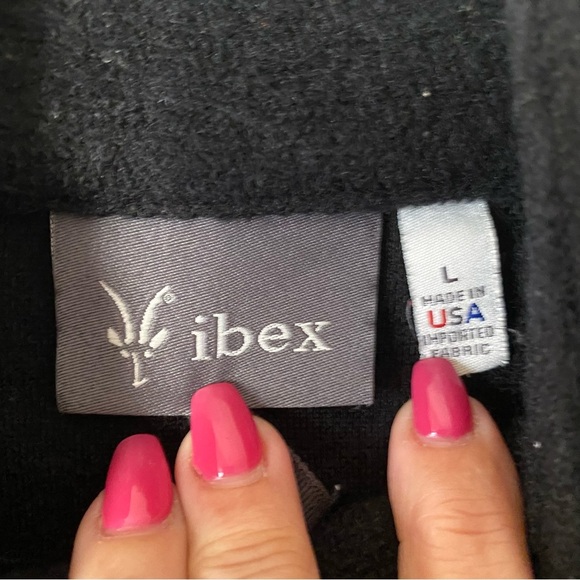 ibex
L
MADE IN
USA
IMPORTED
FABRIC